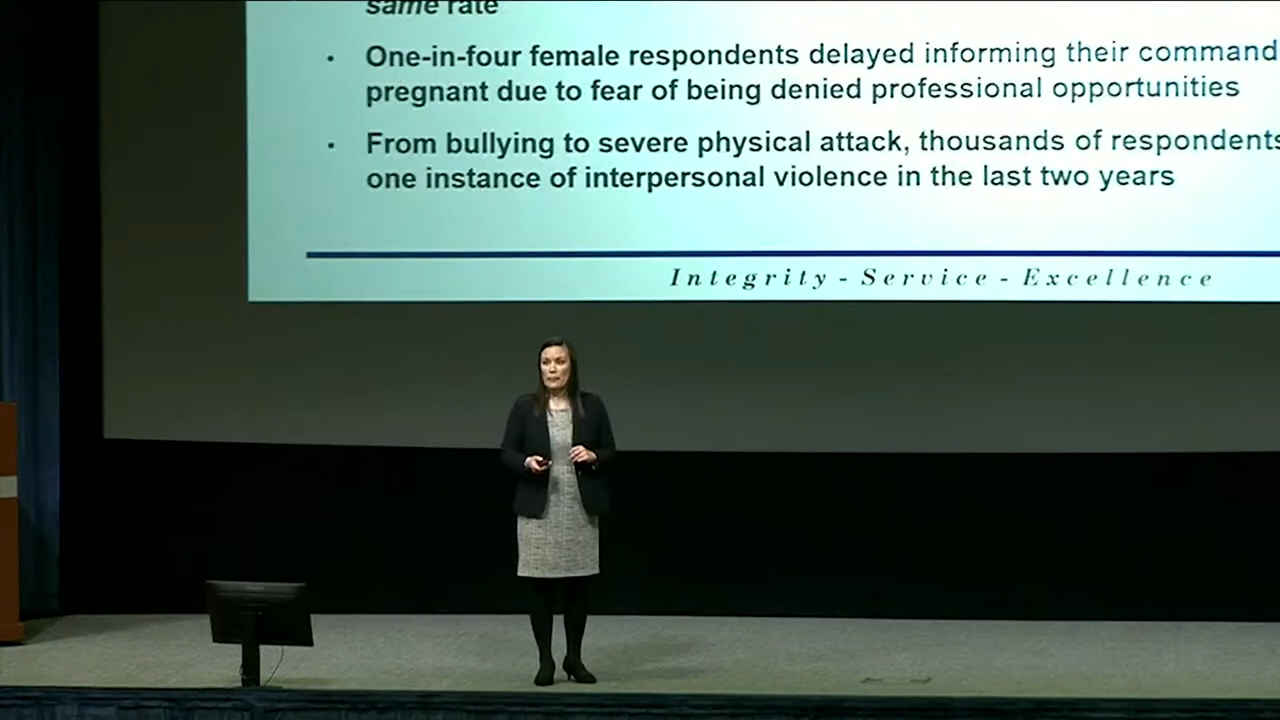 same rate
• One-in-four female respondents delayed informing their command
pregnant due to fear of being denied professional opportunities
• From bullying to severe physical attack, thousands of respondents
one instance of interpersonal violence in the last two years
Integrity - Service - Excellence